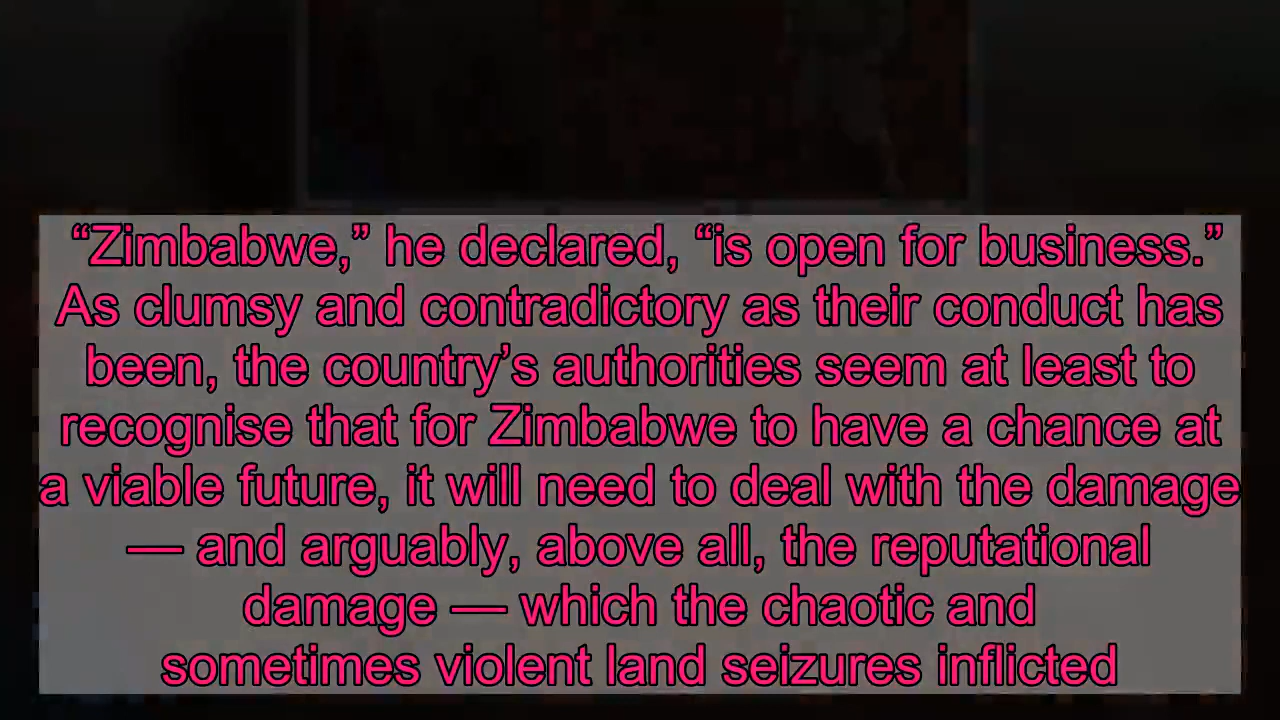 “Zimbabwe,” he declared, “is open for business.”
As clumsy and contradictory as their conduct has
been, the country’s authorities seem at least to
recognise that for Zimbabwe to have a chance at
a viable future, it will need to deal with the damage
— and arguably, above all, the reputational
damage — which the chaotic and
sometimes violent land seizures inflicted